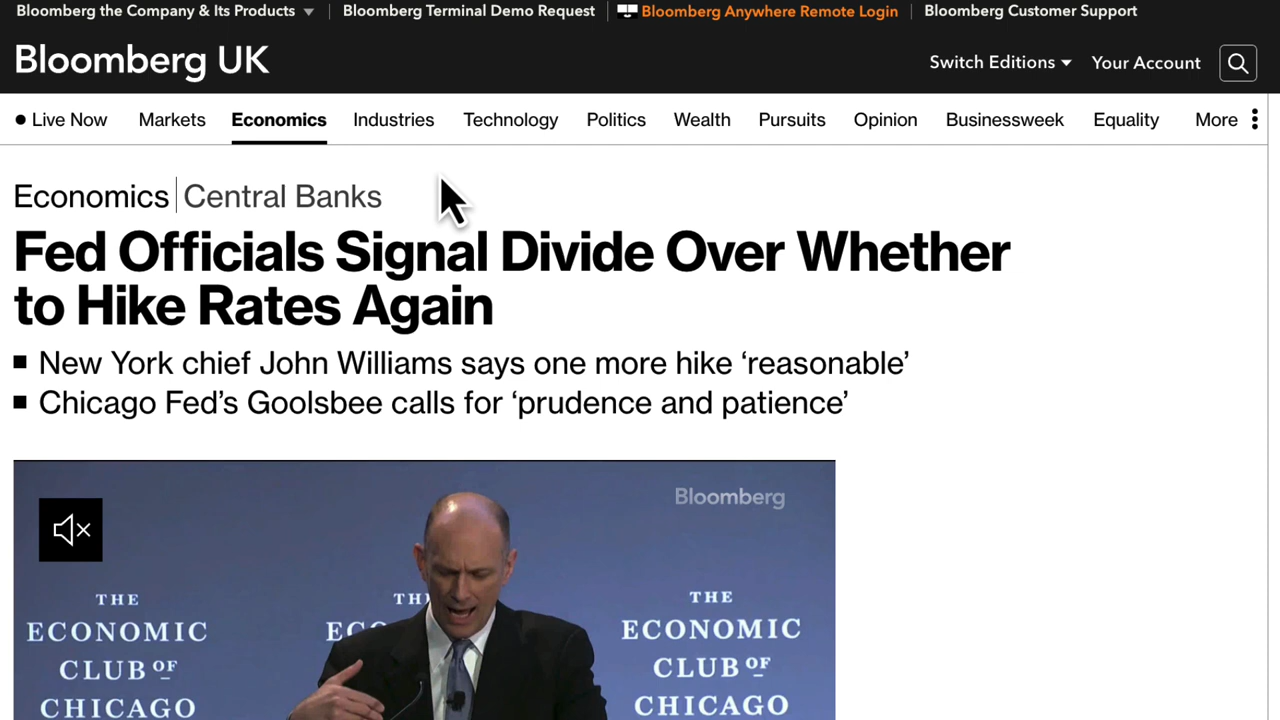 Bloomberg the Company & Its Products
Bloomberg Terminal Demo Request
Bloomberg Anywhere Remote Login
Bloomberg Customer Support
Bloomberg UK
Switch Editions
Your Account
Live Now
Markets
Economics
Industries
Technology
Politics
Wealth
Pursuits
Opinion
Businessweek
Equality
More
Economics
Central Banks
Fed Officials Signal Divide Over Whether
to Hike Rates Again
New York chief John Williams says one more hike ‘reasonable’
Chicago Fed’s Goolsbee calls for ‘prudence and patience’
Bloomberg
THE
ECONOMIC
CLUB OF
CHICAGO
TH
EC
THE
ECONOMIC
CLUB OF
CHICAGO